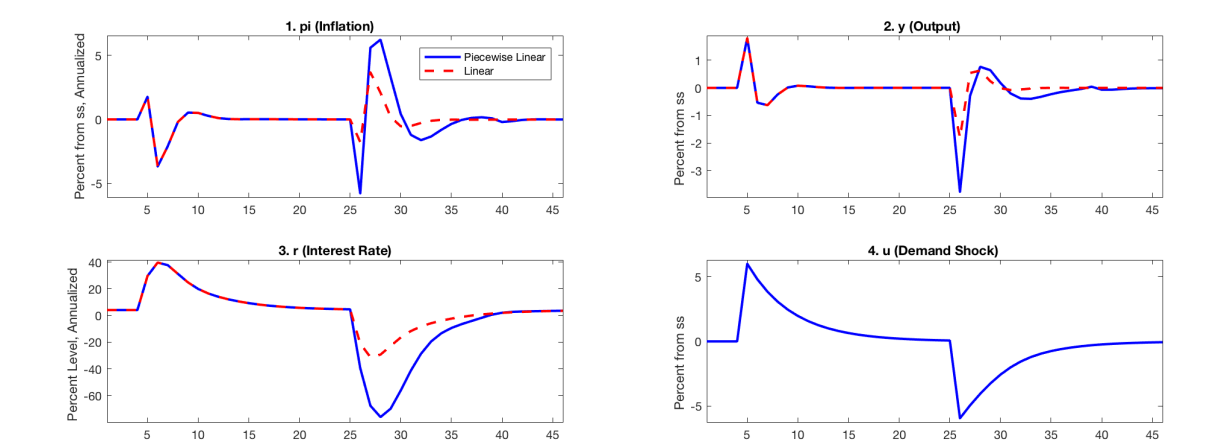 1. pi (Inflation)
Percent from ss, Annualized
5
0
-5
Piecewise Linear
Linear
5 10 15 20 25 30 35 40 45
2. y (Output)
Percent from ss
1
0
-1
-2
-3
5 10 15 20 25 30 35 40 45
3. r (Interest Rate)
Percent Level, Annualized
40
20
0
-20
-40
-60
5 10 15 20 25 30 35 40 45
4. u (Demand Shock)
Percent from ss
5
0
-5
5 10 15 20 25 30 35 40 45